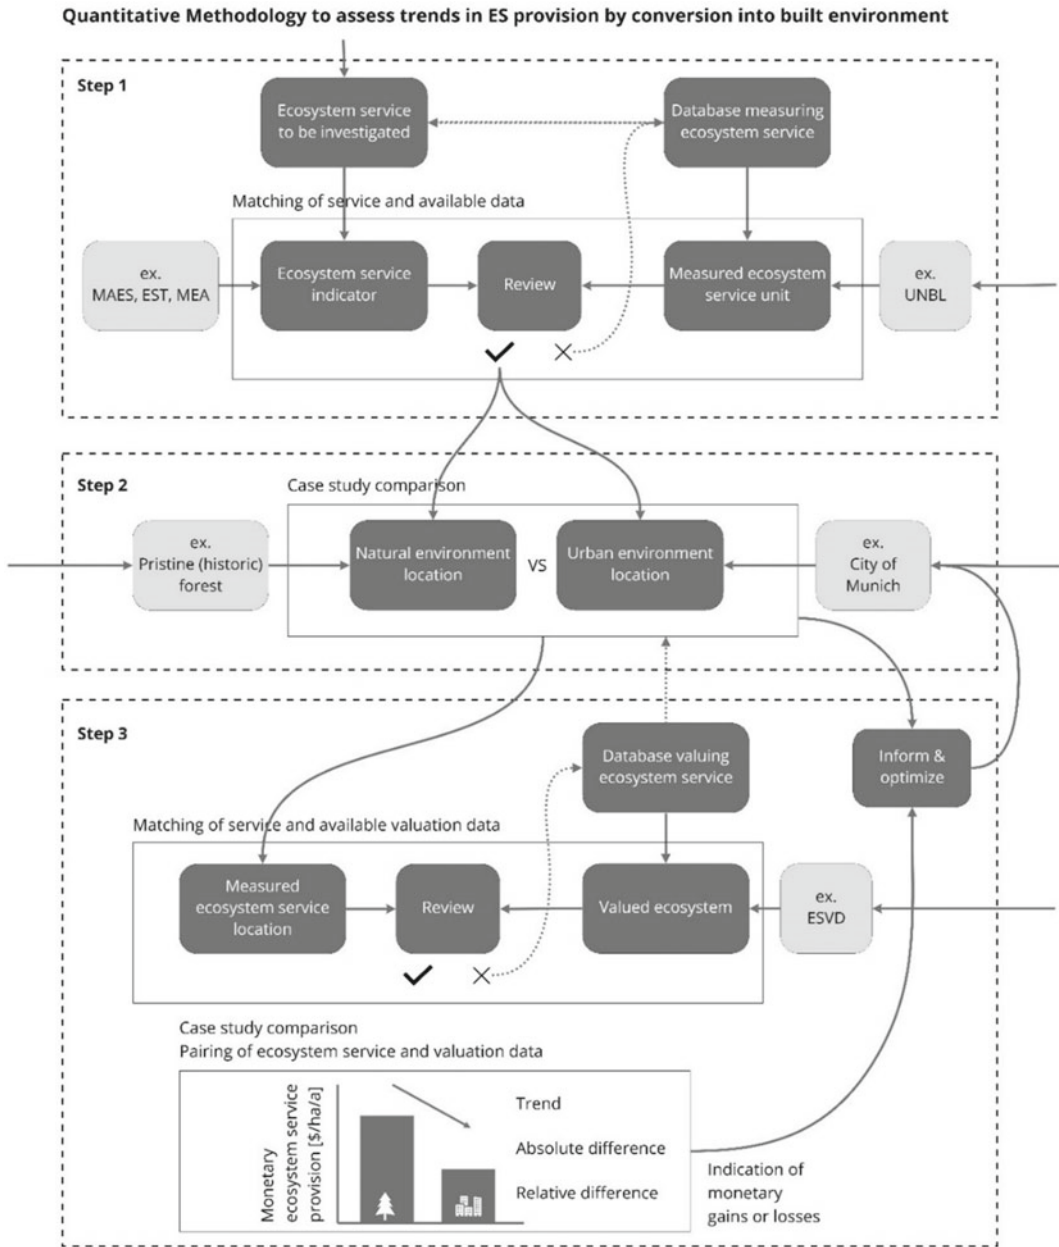 Quantitative Methodology to assess trends in ES provision by conversion into built environment
Step 1
Ecosystem service
to be investigated
Database measuring
ecosystem service
Matching of service and available data
ex.
MAES, EST, MEA
Ecosystem service
indicator
Review
Measured ecosystem
service unit
ex.
UNBL
Step 2
Case study comparison
ex.
Pristine (historic)
forest
Natural environment
location
VS
Urban environment
location
ex.
City of
Munich
Step 3
Database valuing
ecosystem service
Inform &
optimize
Matching of service and available valuation data
Measured
ecosystem service
location
Review
Valued ecosystem
ex.
ESVD
Case study comparison
Pairing of ecosystem service and valuation data
Monetary
ecosystem service
provision [$/ha/a]
Trend
Absolute difference
Relative difference
Indication of
monetary
gains or losses